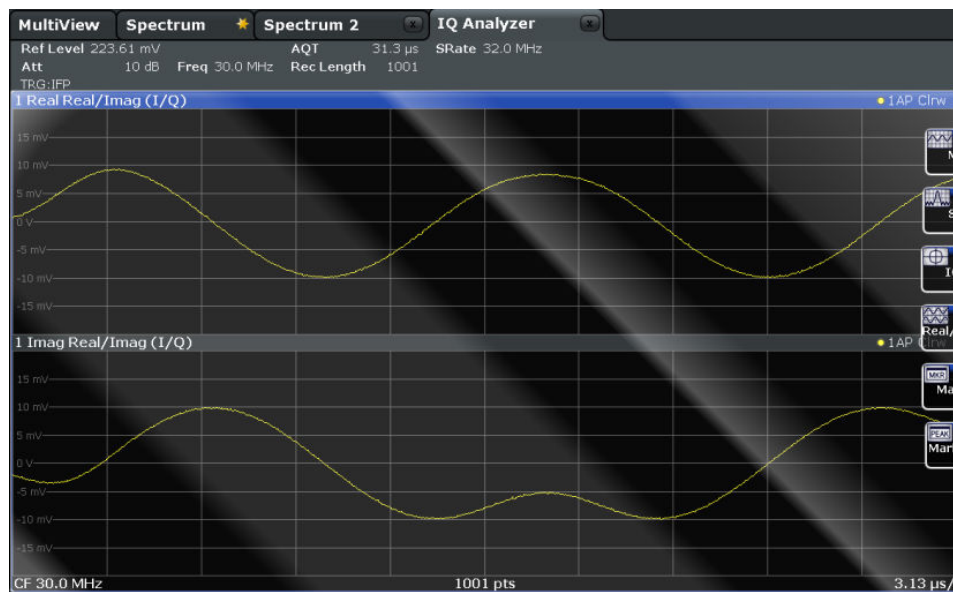 MultiView Spectrum Spectrum 2 x IQ Analyzer x
Ref Level 223.61 mV AQT 31.3 µs SRate 32.0 MHz
Att 10 dB Freq 30.0 MHz Rec Length 1001
TRG:IFP
1 Real Real/Imag (I/Q) 1AP Clrw
15 mV
10 mV
5 mV
0 V
-5 mV
-10 mV
-15 mV
Real/
1 Imag Real/Imag (I/Q) 1AP Clrw
15 mV
10 mV
5 mV
0 V
-5 mV
-10 mV
-15 mV
MKR
Ma
PEAK
Mar
CF 30.0 MHz 1001 pts 3.13 µs/